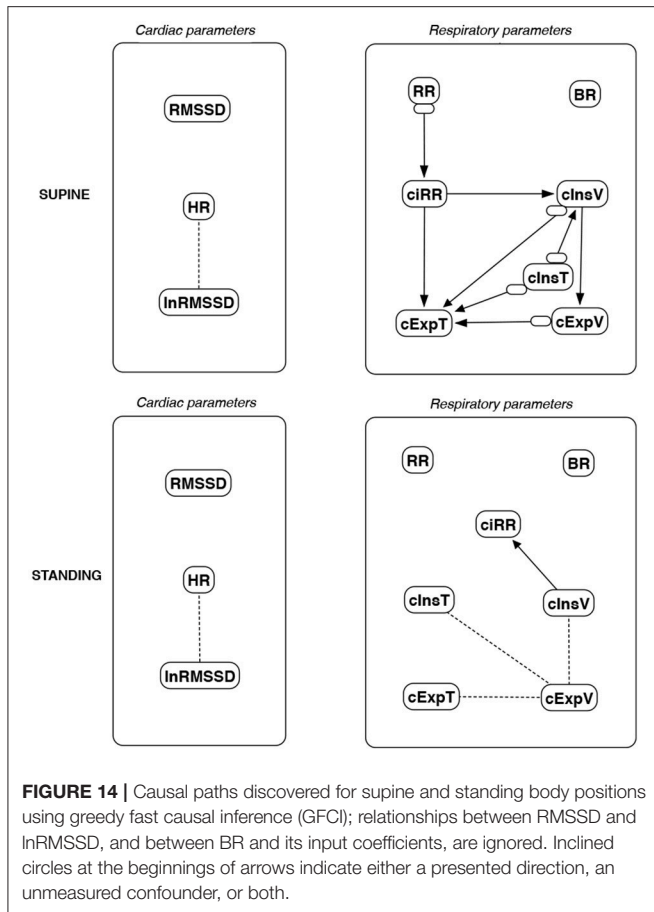 Cardiac parameters
Respiratory parameters
SUPINE
RMSSD
HR
lnRMSSD
RR
BR
ciRR
cInsV
cInsT
cExpT
cExpV
Cardiac parameters
Respiratory parameters
STANDING
RMSSD
HR
lnRMSSD
RR
BR
ciRR
cInsT
cInsV
cExpT
cExpV
FIGURE 14 | Causal paths discovered for supine and standing body positions
using greedy fast causal inference (GFCI); relationships between RMSSD and
lnRMSSD, and between BR and its input coefficients, are ignored. Inclined
circles at the beginnings of arrows indicate either a presented direction, an
unmeasured confounder, or both.